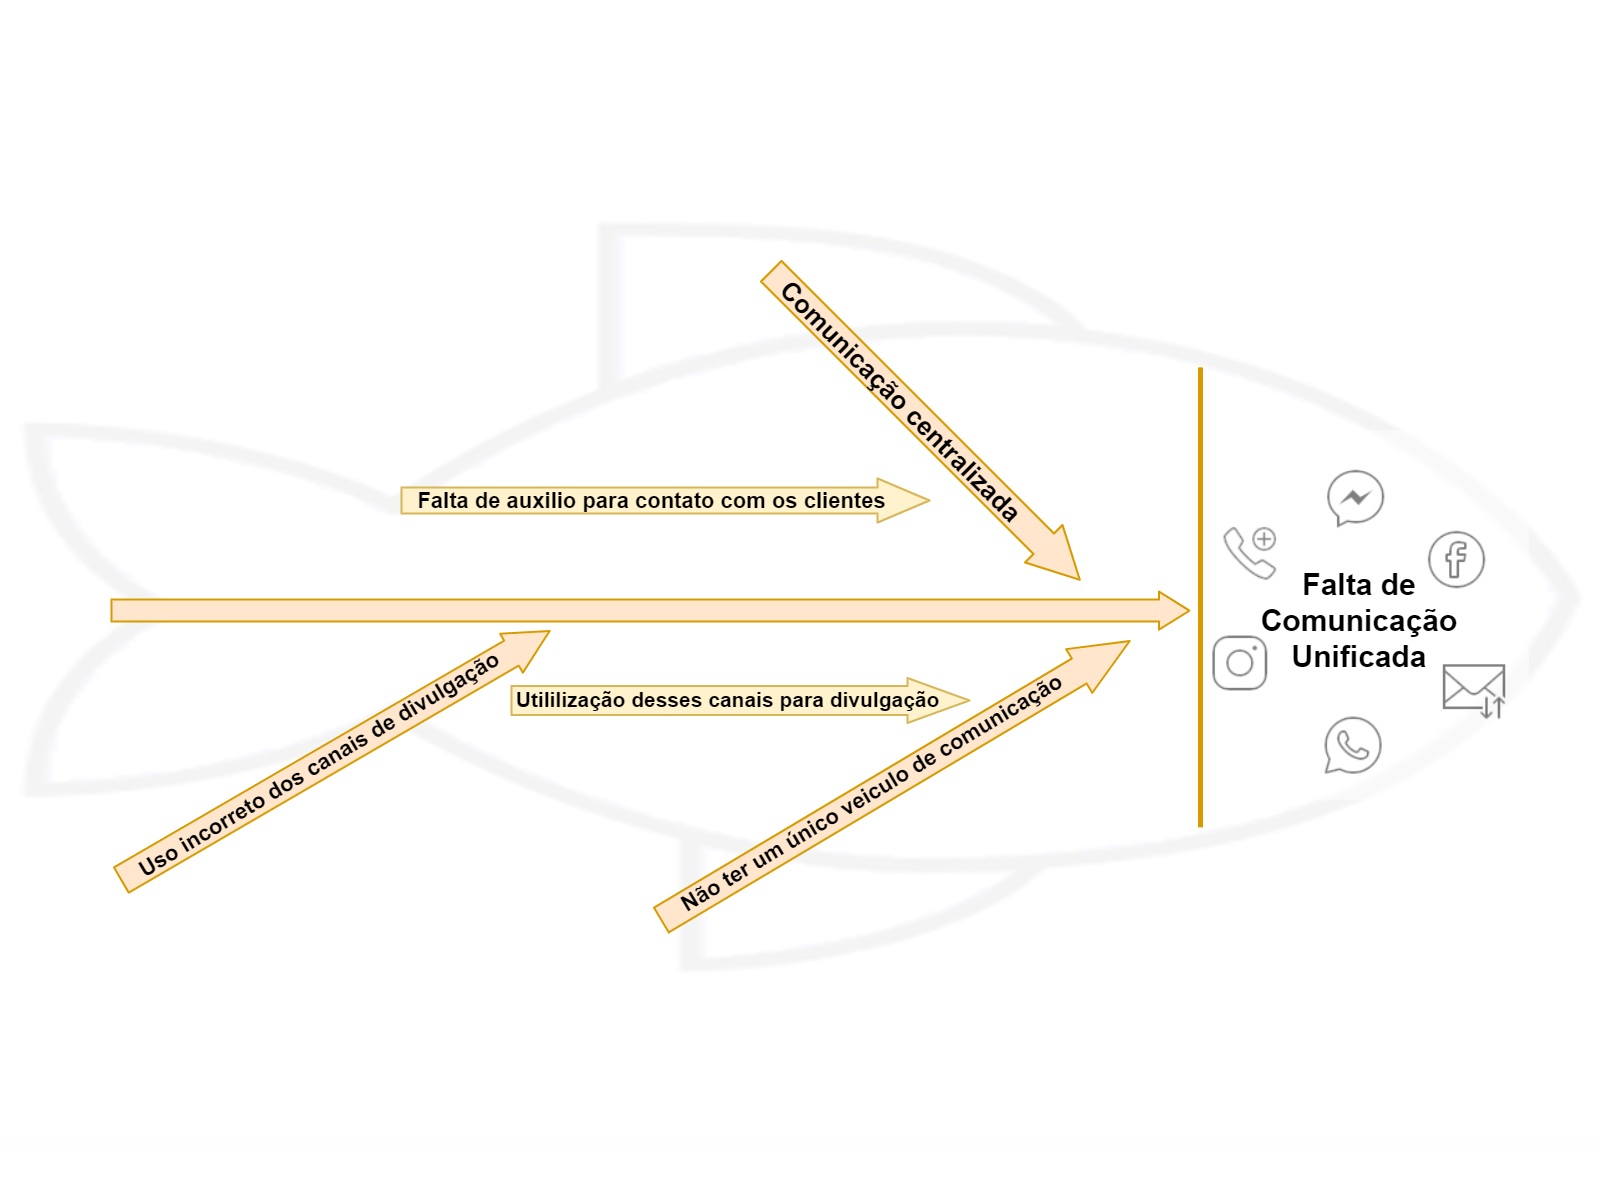 Comunicação centralizada
Falta de auxilio para contato com os clientes
Falta de
Comunicação
Unificada
Uso incorreto dos canais de divulgação
Utililização desses canais para divulgação
Não ter um único veiculo de comunicação